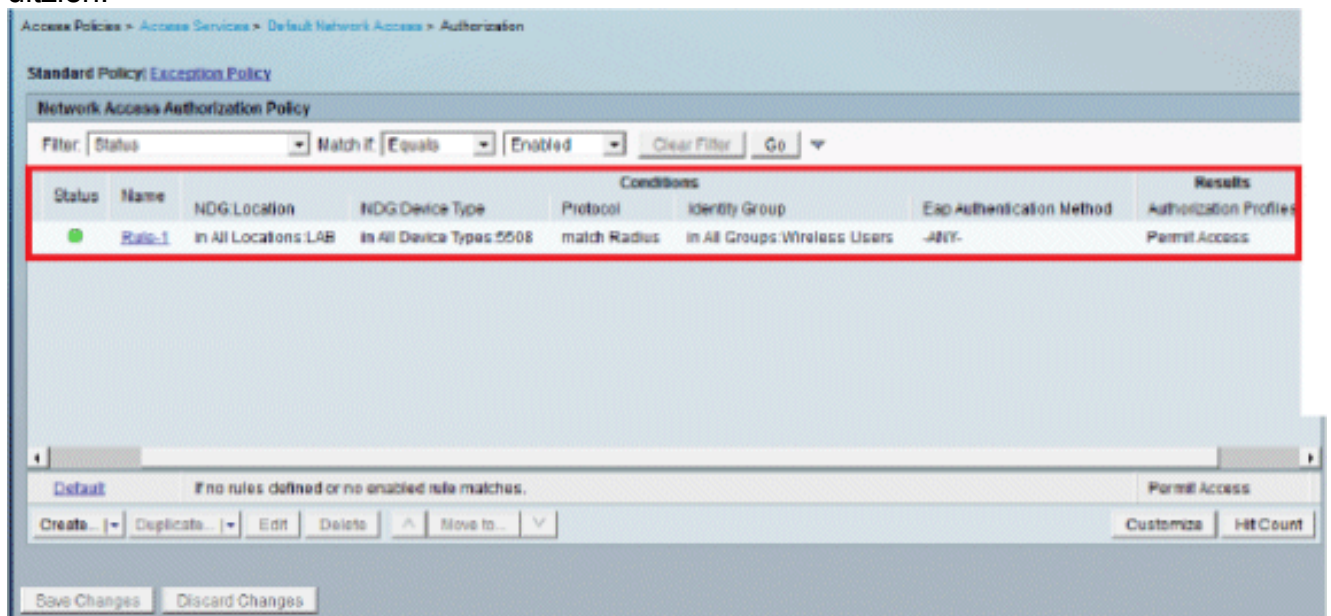 Access Policies > Access Services > Default Network Access > Authorization
Standard Policy| Exception Policy
Network Access Authorization Policy
Filter: Status Match if: Equals Enabled Clear Filter Go
Conditions Results
Status Name NDG:Location NDG:Device Type Protocol Identity Group Eap Authentication Method Authorization Profiles
Rule-1 in All Locations:LAB in All Device Types:5508 match Radius in All Groups:Wireless Users -ANY- Permit Access
Default If no rules defined or no enabled rule matches. Permit Access
Create... Duplicate... Edit Delete Move to... Customize Hit Count
Save Changes Discard Changes